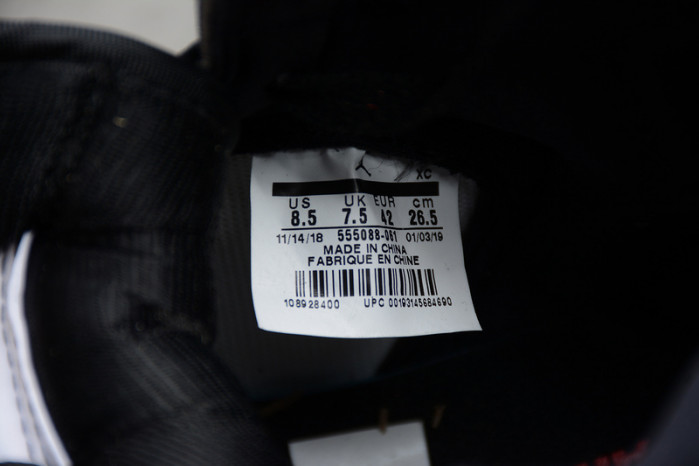 XC
US UK EUR cm
8.5 7.5 42 26.5
11/14/18 555088-061 01/03/19
MADE IN CHINA
FABRIQUE EN CHINE
108928400 UPC 00193145684690